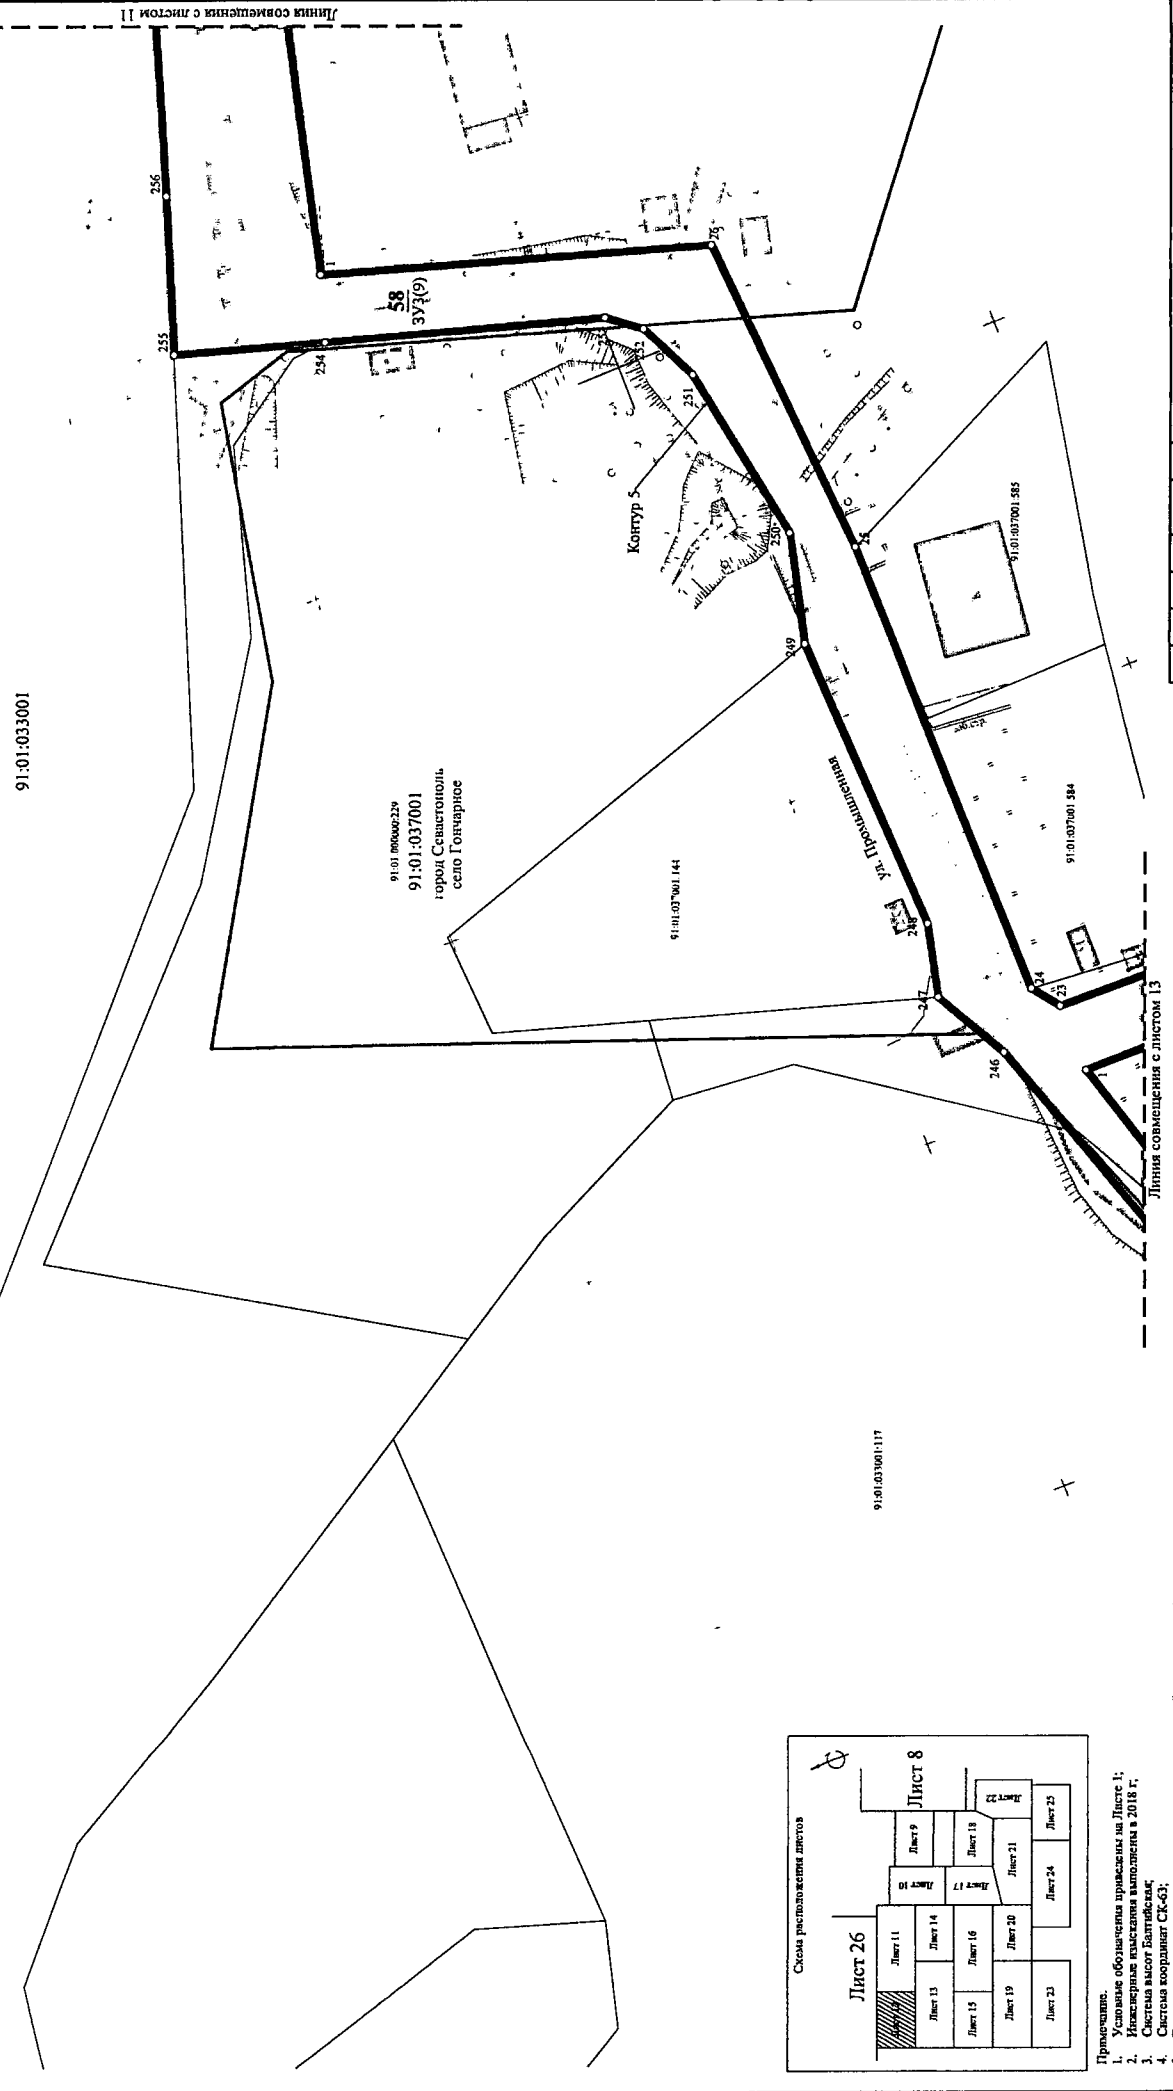 Линия совмещения с листом 11
91:01:033001
256
255
1
58
ЗУ3(9)
254
26
252
251
Контур 5
250
25
249
91:01:037001:585
91:01:000000:229
91:01:037001
город Севастополь
село Гончарное
ул. Промышленная
91:01:037001:144
91:01:037001:584
248
247
24
23
246
1
Линия совмещения с листом 13
91:01:033001:117
Схема расположения листов
Лист 26
Лист 8
Лист 9
Лист 10
Лист 11
Лист 14
Лист 13
Лист 18
Лист 17
Лист 16
Лист 15
Лист 22
Лист 21
Лист 20
Лист 19
Лист 25
Лист 24
Лист 23
Примечание.
1. Условные обозначения приведены на Листе 1;
2. Инженерные изыскания выполнены в 2018 г;
3. Система высот Балтийская;
4. Система координат СК-63;